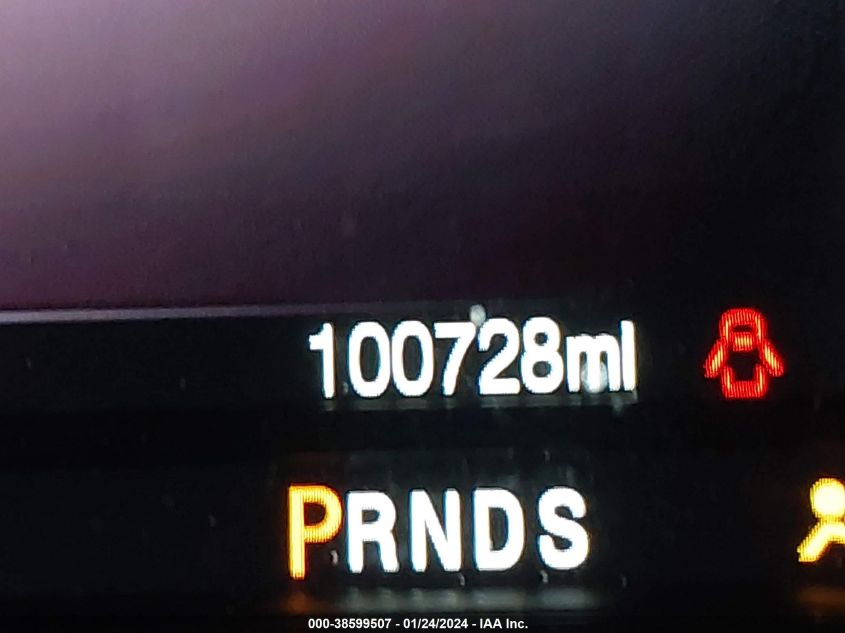 100728mi
PRNDS
000-38599507 - 01/24/2024 - IAA Inc.